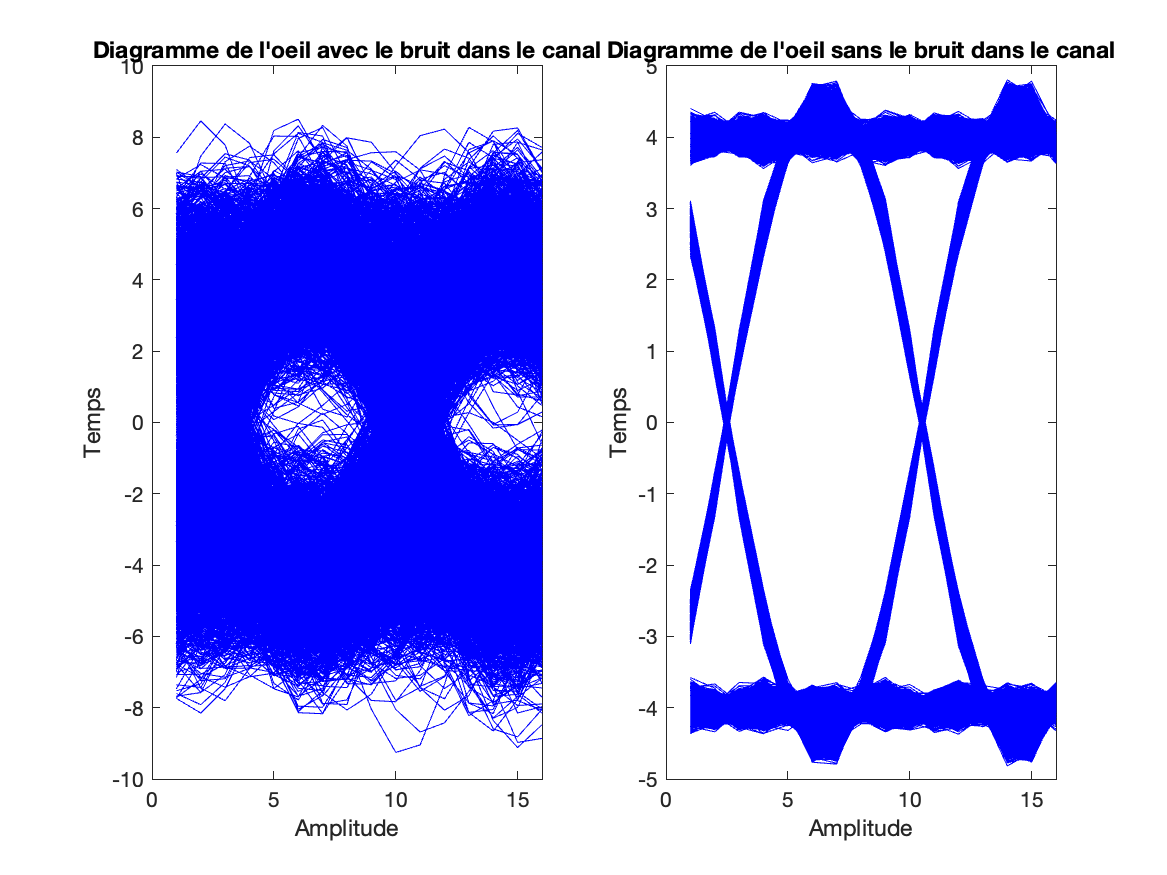 Diagramme de l'oeil avec le bruit dans le canal
10
8
6
4
2
0
-2
-4
-6
-8
-10
Temps
0 5 10 15
Amplitude
Diagramme de l'oeil sans le bruit dans le canal
5
4
3
2
1
0
-1
-2
-3
-4
-5
Temps
0 5 10 15
Amplitude